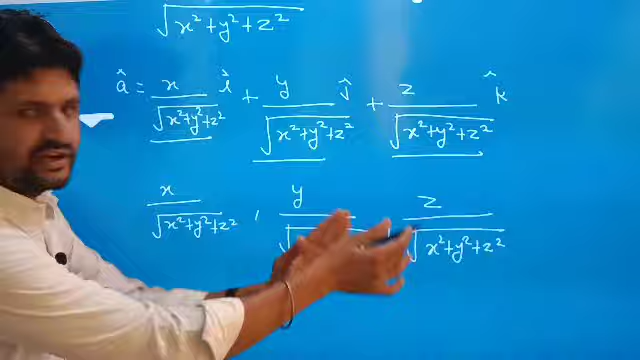 √x²+y²+z²
â = x/√x²+y²+z² î + y/√x²+y²+z² ĵ + z/√x²+y²+z² k̂
x/√x²+y²+z² , y/√ , z/√x²+y²+z²